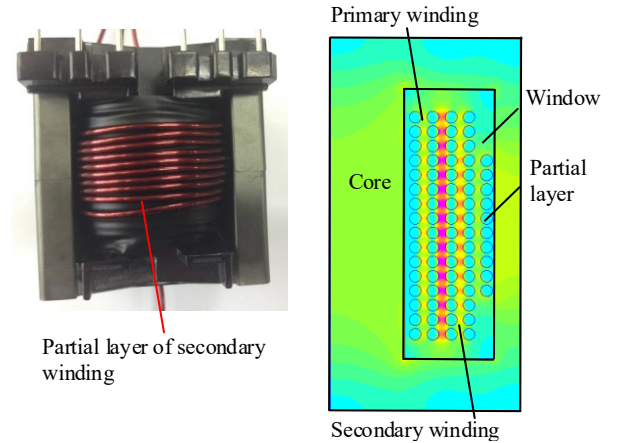 Primary winding
Window
Partial
layer
Core
Partial layer of secondary
winding
Secondary winding